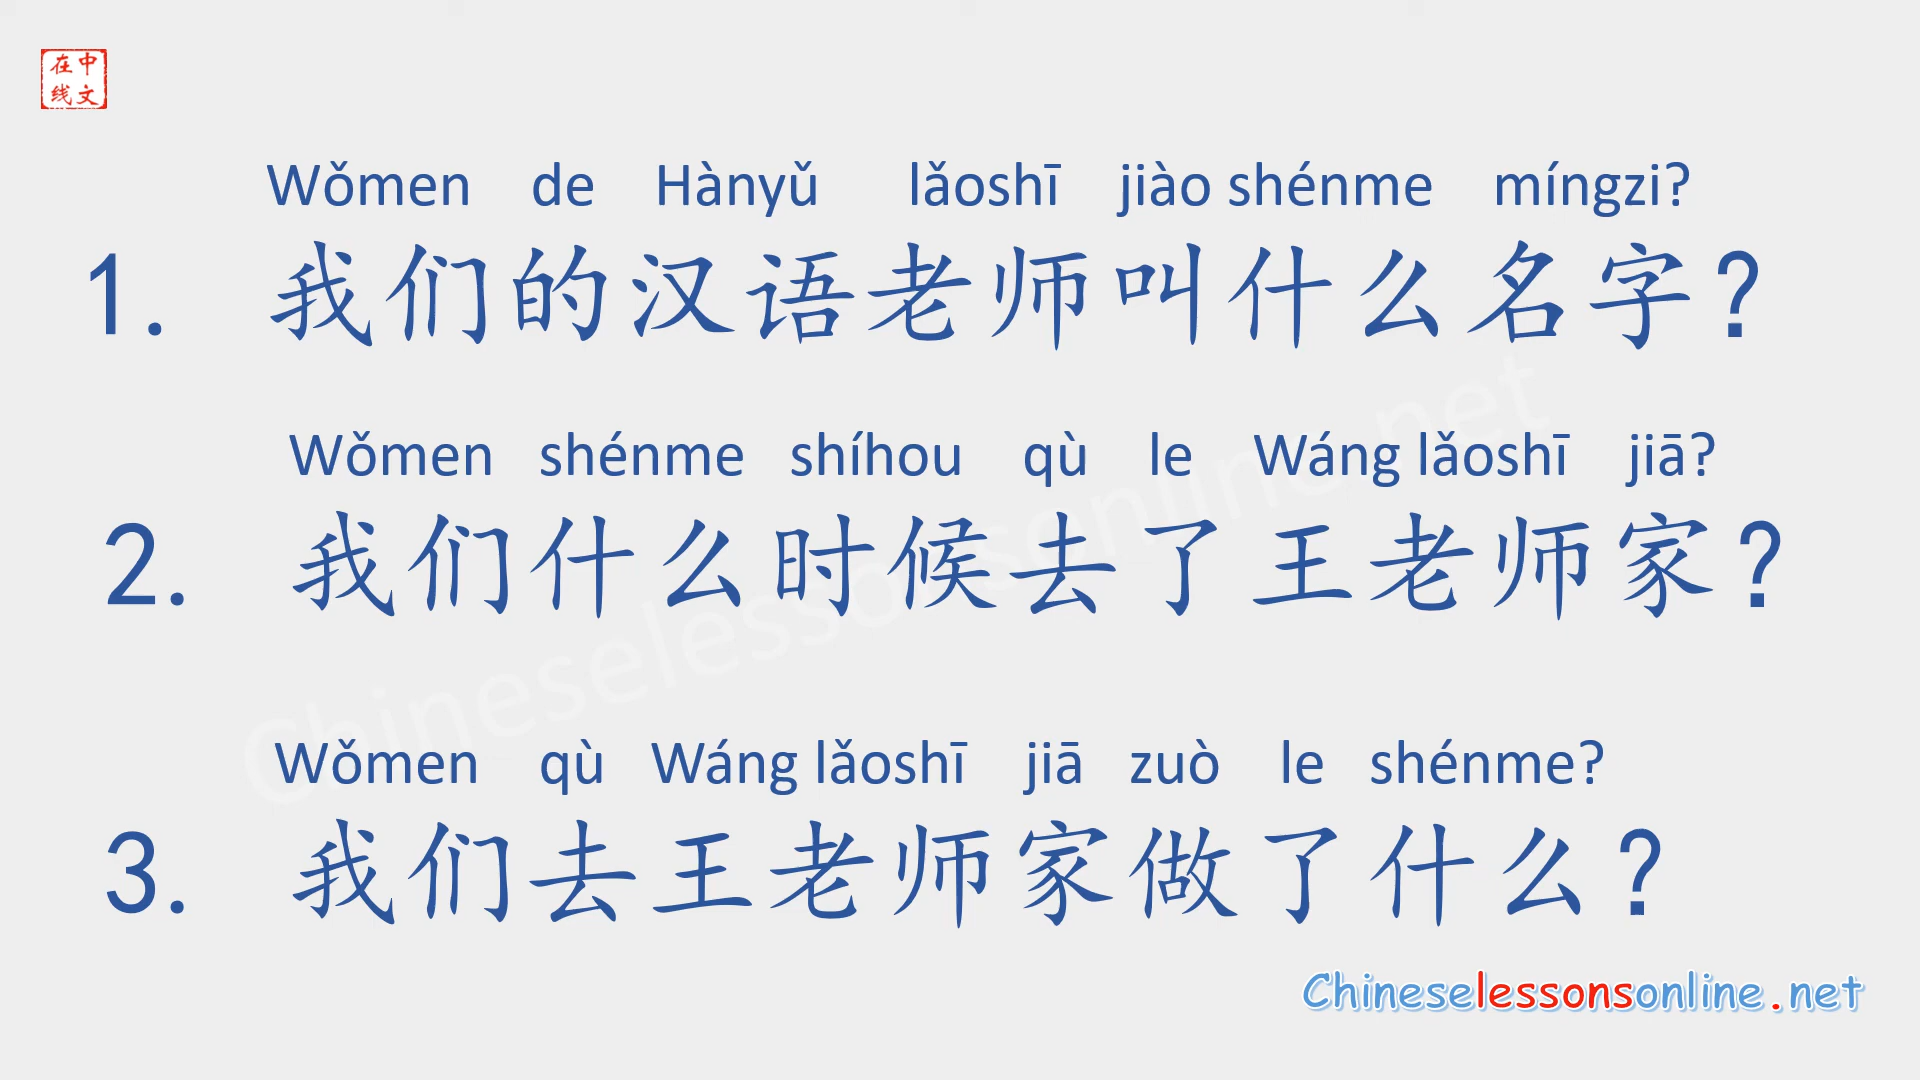 中文
在线
Wǒmen de Hànyǔ lǎoshī jiào shénme míngzi?
1. 我们的汉语老师叫什么名字?
Wǒmen shénme shíhou qù le Wáng lǎoshī jiā?
2. 我们什么时候去了王老师家?
Wǒmen qù Wáng lǎoshī jiā zuò le shénme?
3. 我们去王老师家做了什么?
Chineselessonsonline.net
Chineselessonsonline.net